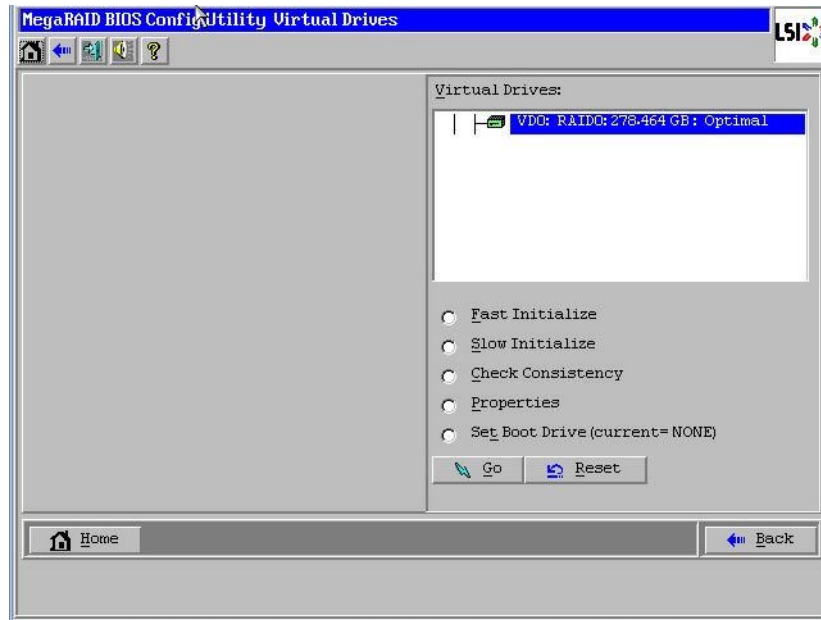 MegaRAID BIOS Config Utility Virtual Drives
LSI
?
Virtual Drives:
VD0: RAID0: 278.464 GB: Optimal
Fast Initialize
Slow Initialize
Check Consistency
Properties
Set Boot Drive (current= NONE)
Go
Reset
Home
Back